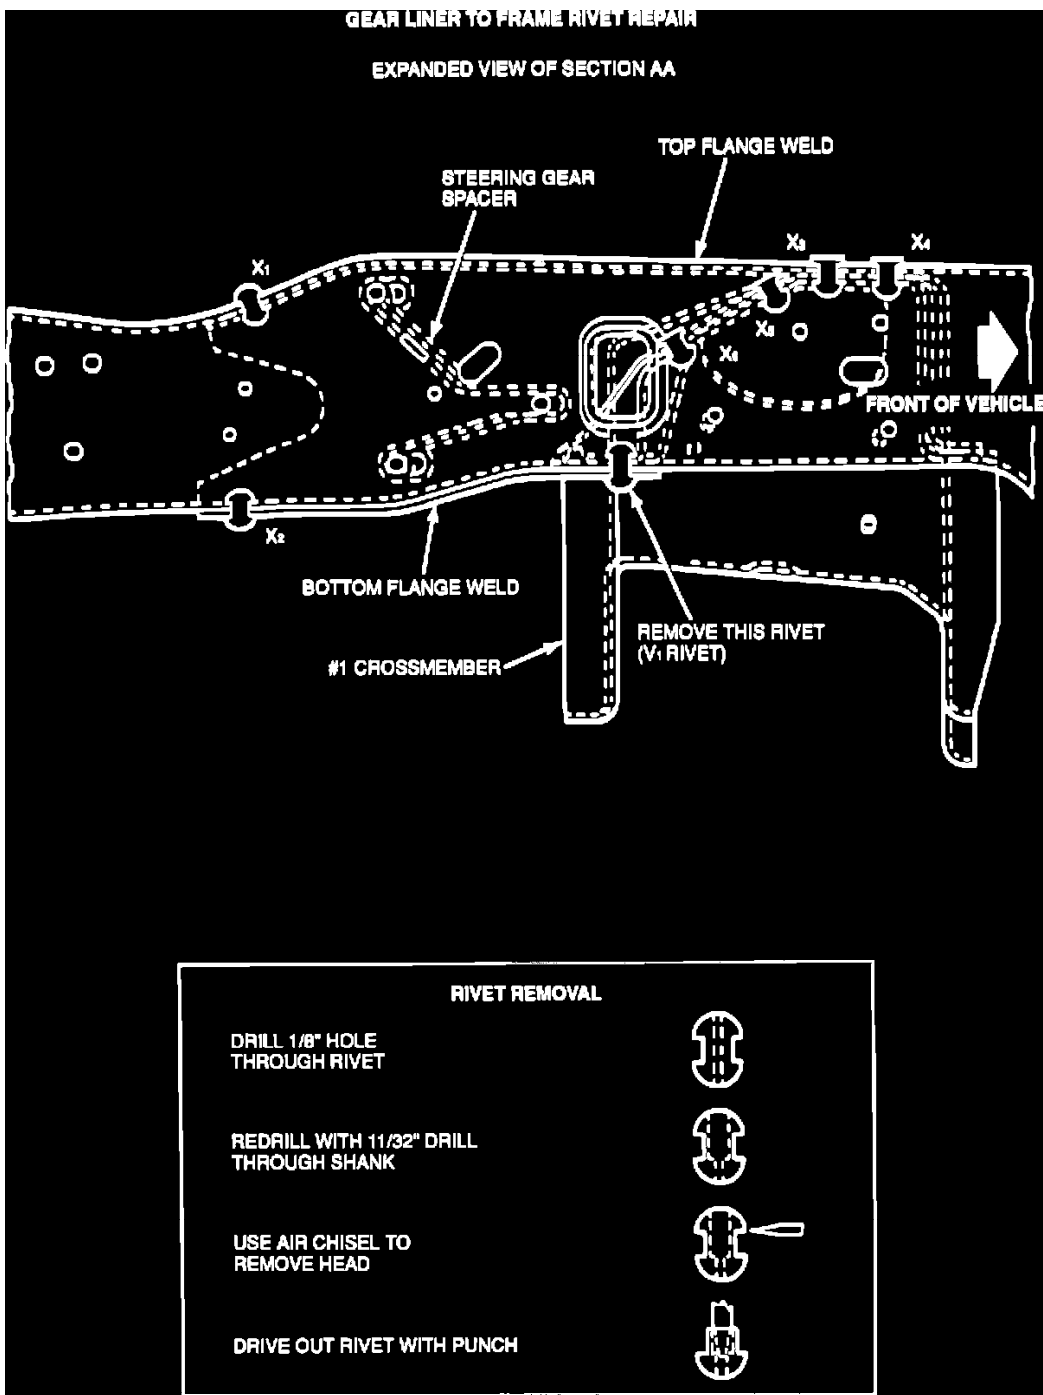 GEAR LINER TO FRAME RIVET REPAIR
EXPANDED VIEW OF SECTION AA
TOP FLANGE WELD
STEERING GEAR
SPACER
X3
X4
X1
X5
X6
FRONT OF VEHICLE
X2
BOTTOM FLANGE WELD
REMOVE THIS RIVET
(V1 RIVET)
#1 CROSSMEMBER
RIVET REMOVAL
DRILL 1/8" HOLE
THROUGH RIVET
REDRILL WITH 11/32" DRILL
THROUGH SHANK
USE AIR CHISEL TO
REMOVE HEAD
DRIVE OUT RIVET WITH PUNCH